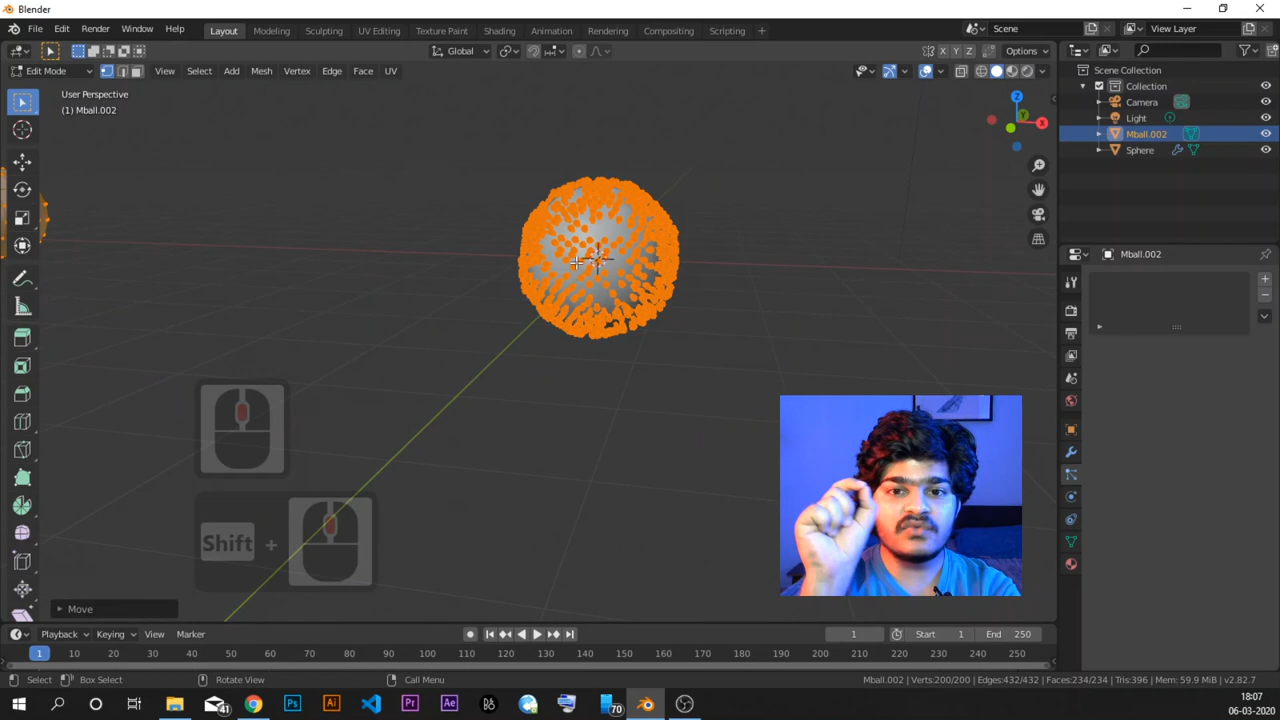 Blender
File Edit Render Window Help
Layout Modeling Sculpting UV Editing Texture Paint Shading Animation Rendering Compositing Scripting +
Scene
View Layer
Global
X Y Z
Options
Edit Mode
View Select Add Mesh Vertex Edge Face UV
User Perspective
(1) Mball.002
Z
Y
X
Scene Collection
Collection
Camera
Light
Mball.002
Sphere
Mball.002
Shift +
Move
Playback Keying View Marker
1
Start 1
End 250
1 10 20 30 40 50 60 70 80 90 100 110 120 130 140 150 160 170 180 190 200 210 220 230 240 250
Select Box Select Rotate View Call Menu
Mball.002 | Verts:200/200 | Edges:432/432 | Faces:234/234 | Tris:396 | Mem: 59.9 MiB | v2.82.7
41
Ps
Ai
Pr
Ae
70
18:07
06-03-2020